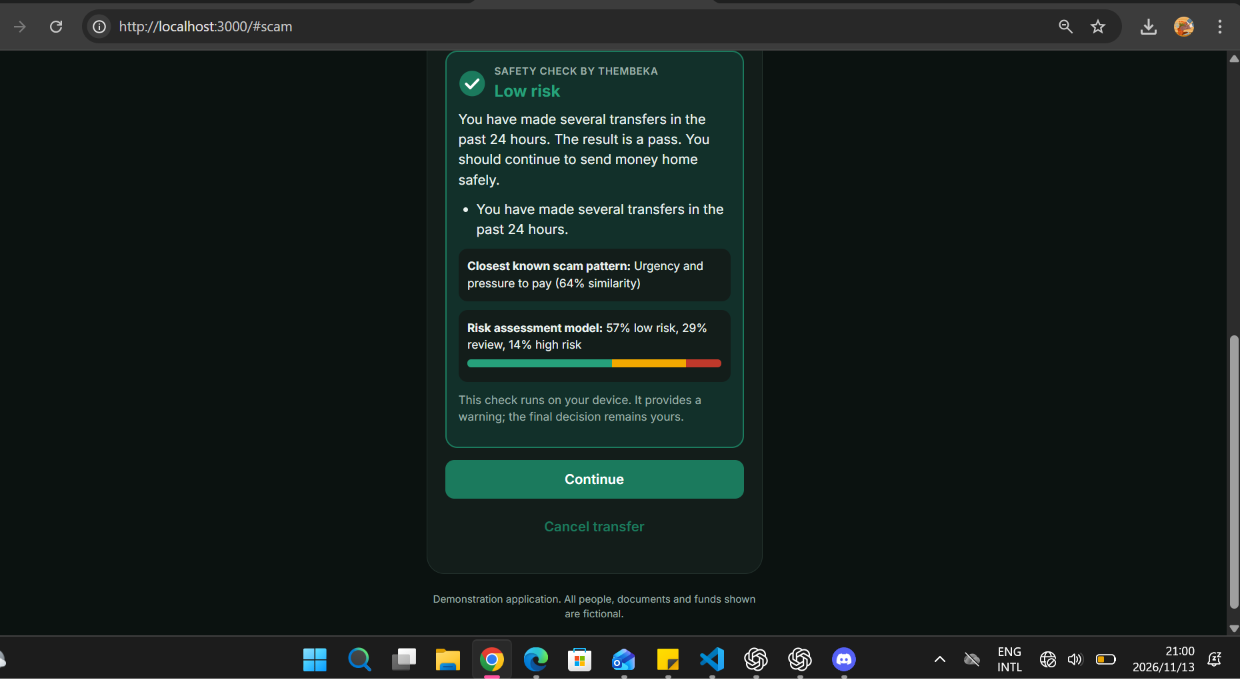 http://localhost:3000/#scam
SAFETY CHECK BY THEMBEKA
Low risk
You have made several transfers in the
past 24 hours. The result is a pass. You
should continue to send money home
safely.
• You have made several transfers in the
past 24 hours.
Closest known scam pattern: Urgency and
pressure to pay (64% similarity)
Risk assessment model: 57% low risk, 29%
review, 14% high risk
This check runs on your device. It provides a
warning; the final decision remains yours.
Continue
Cancel transfer
Demonstration application. All people, documents and funds shown
are fictional.
ENG
INTL
21:00
2026/11/13